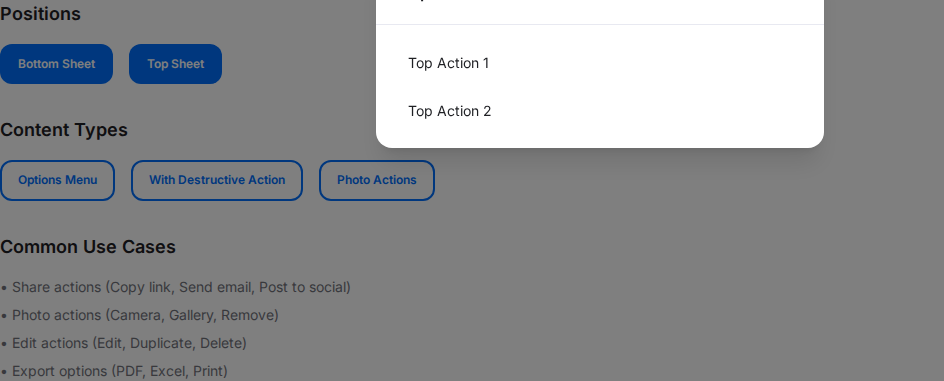 Positions
Bottom Sheet Top Sheet
Top Action 1
Top Action 2
Content Types
Options Menu With Destructive Action Photo Actions
Common Use Cases
• Share actions (Copy link, Send email, Post to social)
• Photo actions (Camera, Gallery, Remove)
• Edit actions (Edit, Duplicate, Delete)
• Export options (PDF, Excel, Print)